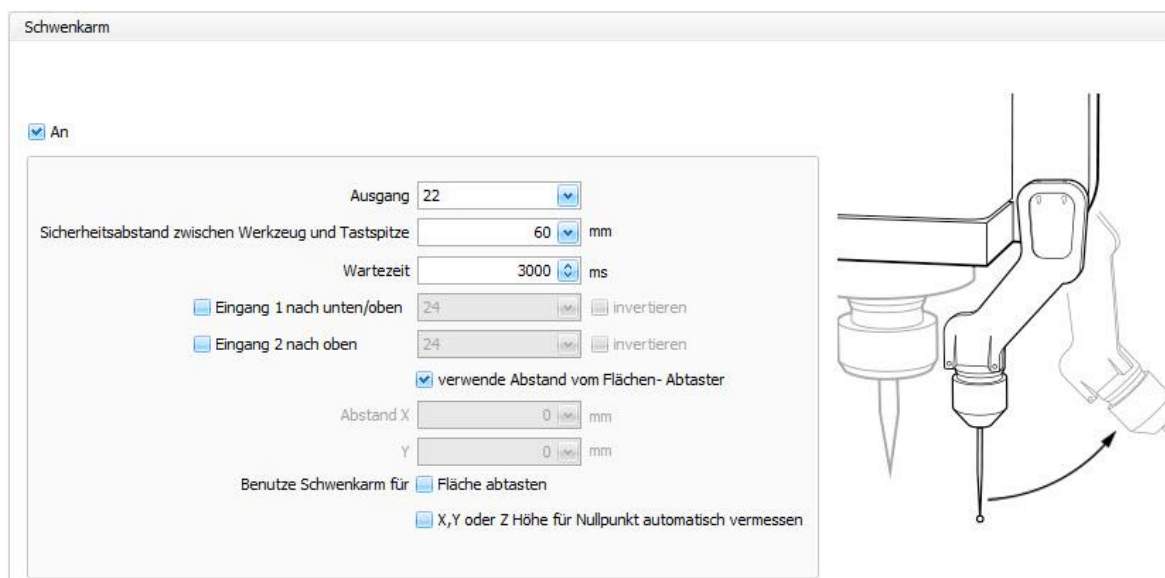 Schwenkarm
An
Ausgang 22
Sicherheitsabstand zwischen Werkzeug und Tastspitze 60 mm
Wartezeit 3000 ms
Eingang 1 nach unten/oben 24 invertieren
Eingang 2 nach oben 24 invertieren
verwende Abstand vom Flächen- Abtaster
Abstand X 0 mm
Y 0 mm
Benutze Schwenkarm für Fläche abtasten
X,Y oder Z Höhe für Nullpunkt automatisch vermessen